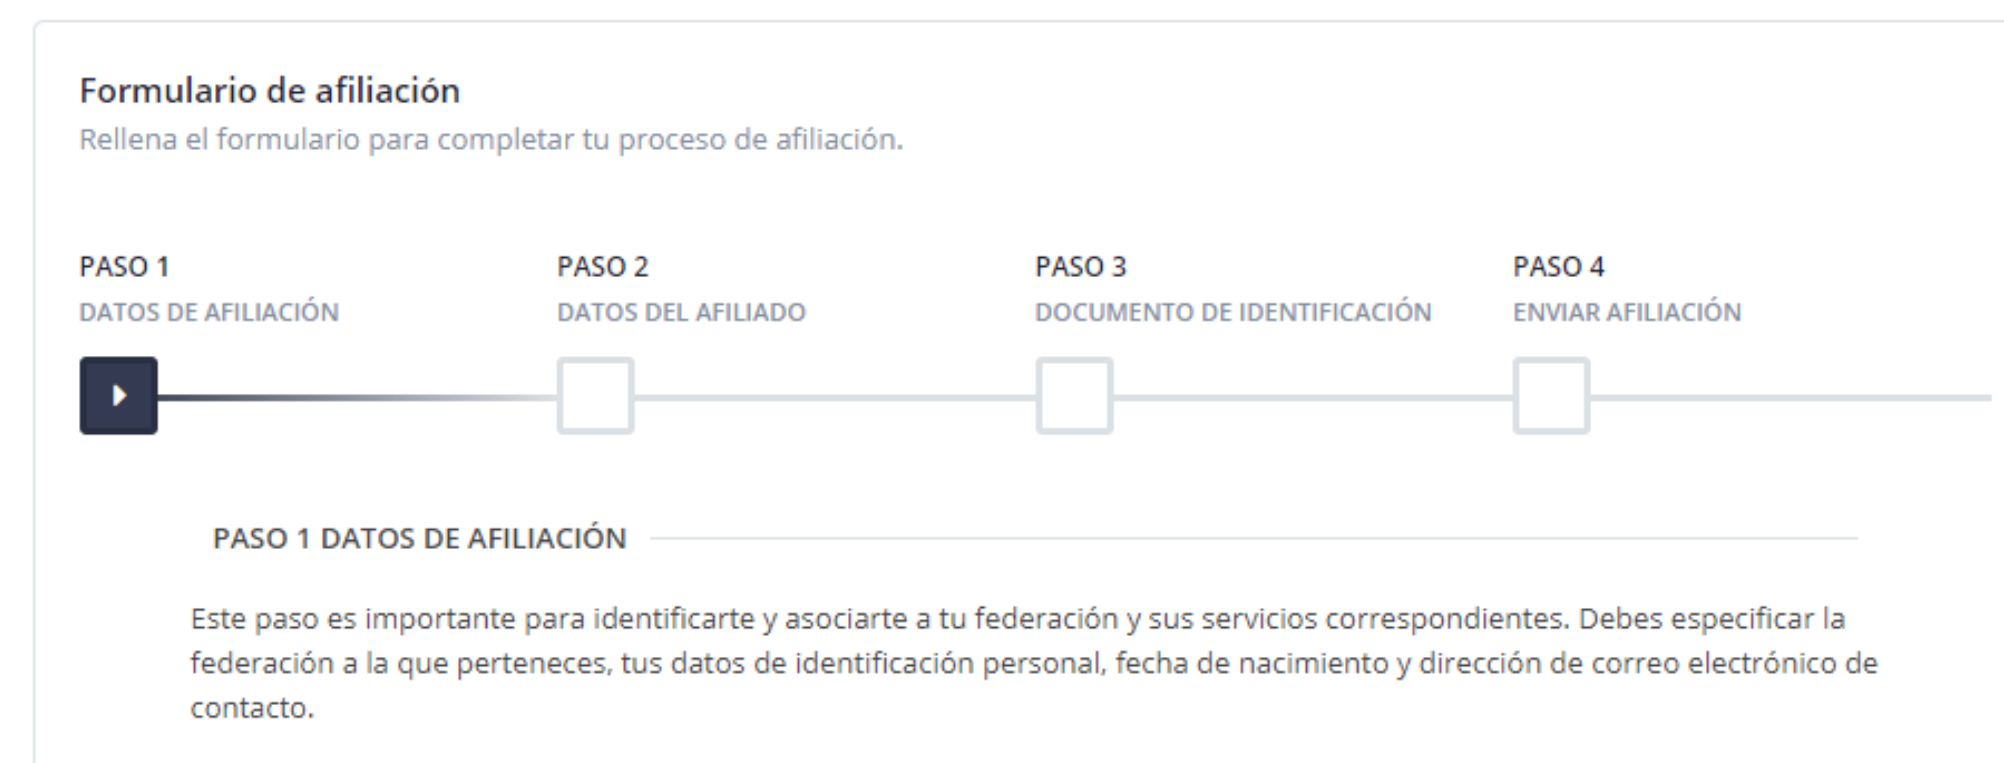 Formulario de afiliación
Rellena el formulario para completar tu proceso de afiliación.
PASO 1
DATOS DE AFILIACIÓN
PASO 2
DATOS DEL AFILIADO
PASO 3
DOCUMENTO DE IDENTIFICACIÓN
PASO 4
ENVIAR AFILIACIÓN
PASO 1 DATOS DE AFILIACIÓN
Este paso es importante para identificarte y asociarte a tu federación y sus servicios correspondientes. Debes especificar la
federación a la que perteneces, tus datos de identificación personal, fecha de nacimiento y dirección de correo electrónico de
contacto.